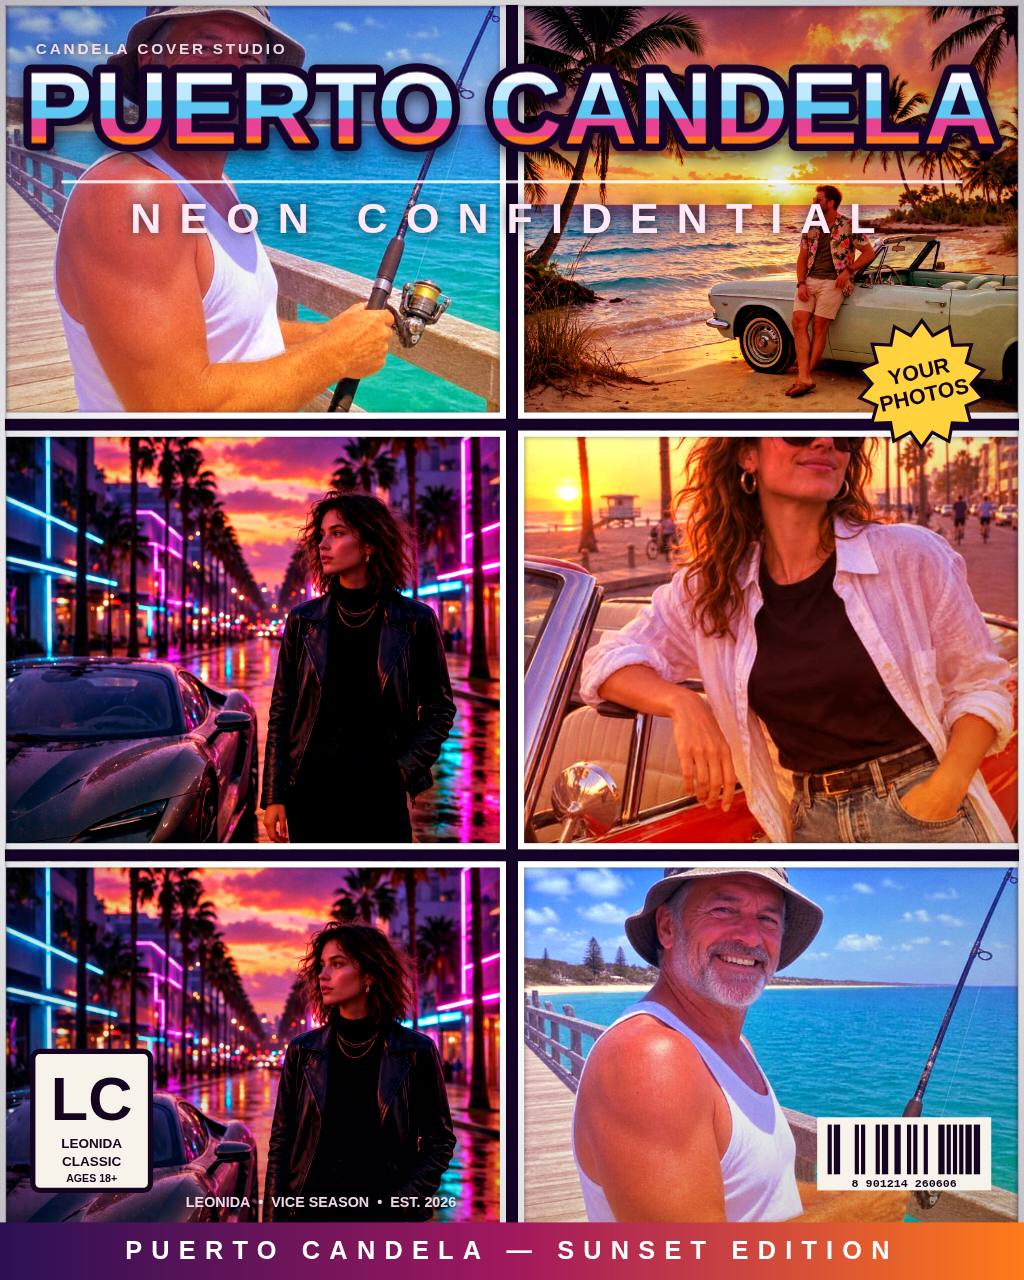 CANDELA COVER STUDIO
PUERTO CANDELA
NEON CONFIDENTIAL
YOUR
PHOTOS
LC
LEONIDA
CLASSIC
AGES 18+
LEONIDA • VICE SEASON • EST. 2026
8 901214 260606
PUERTO CANDELA — SUNSET EDITION